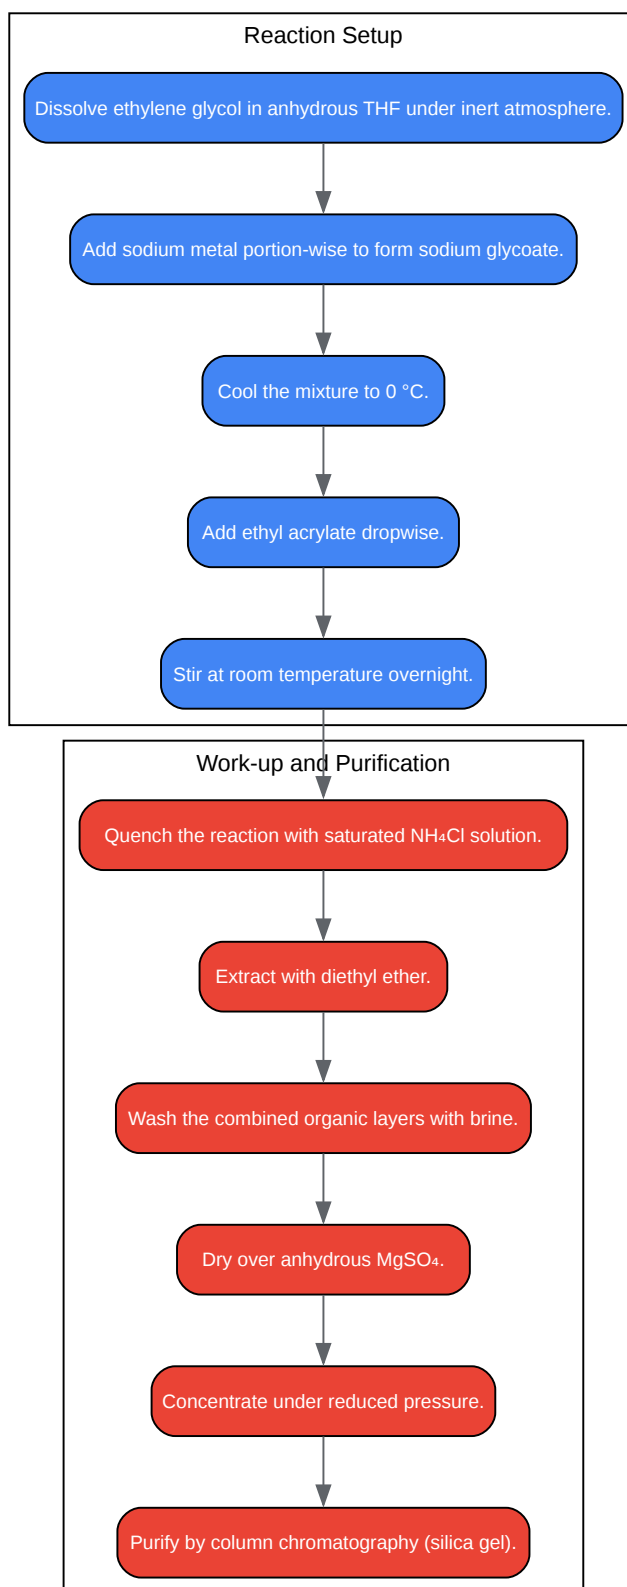 Reaction Setup
Dissolve ethylene glycol in anhydrous THF under inert atmosphere.
Add sodium metal portion-wise to form sodium glycoate.
Cool the mixture to 0 °C.
Add ethyl acrylate dropwise.
Stir at room temperature overnight.
Work-up and Purification
Quench the reaction with saturated NH₄Cl solution.
Extract with diethyl ether.
Wash the combined organic layers with brine.
Dry over anhydrous MgSO₄.
Concentrate under reduced pressure.
Purify by column chromatography (silica gel).